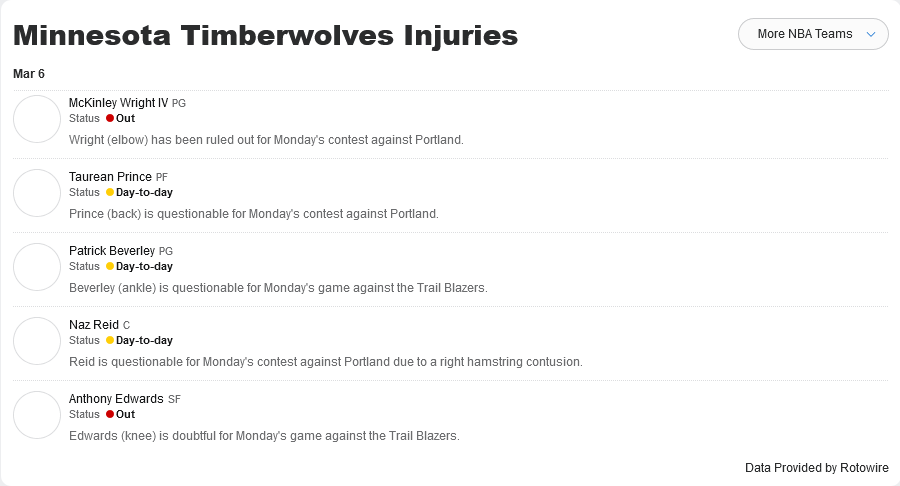 Minnesota Timberwolves Injuries
More NBA Teams
Mar 6
McKinley Wright IV PG
Status Out
Wright (elbow) has been ruled out for Monday's contest against Portland.
Taurean Prince PF
Status Day-to-day
Prince (back) is questionable for Monday's contest against Portland.
Patrick Beverley PG
Status Day-to-day
Beverley (ankle) is questionable for Monday's game against the Trail Blazers.
Naz Reid C
Status Day-to-day
Reid is questionable for Monday's contest against Portland due to a right hamstring contusion.
Anthony Edwards SF
Status Out
Edwards (knee) is doubtful for Monday's game against the Trail Blazers.
Data Provided by Rotowire